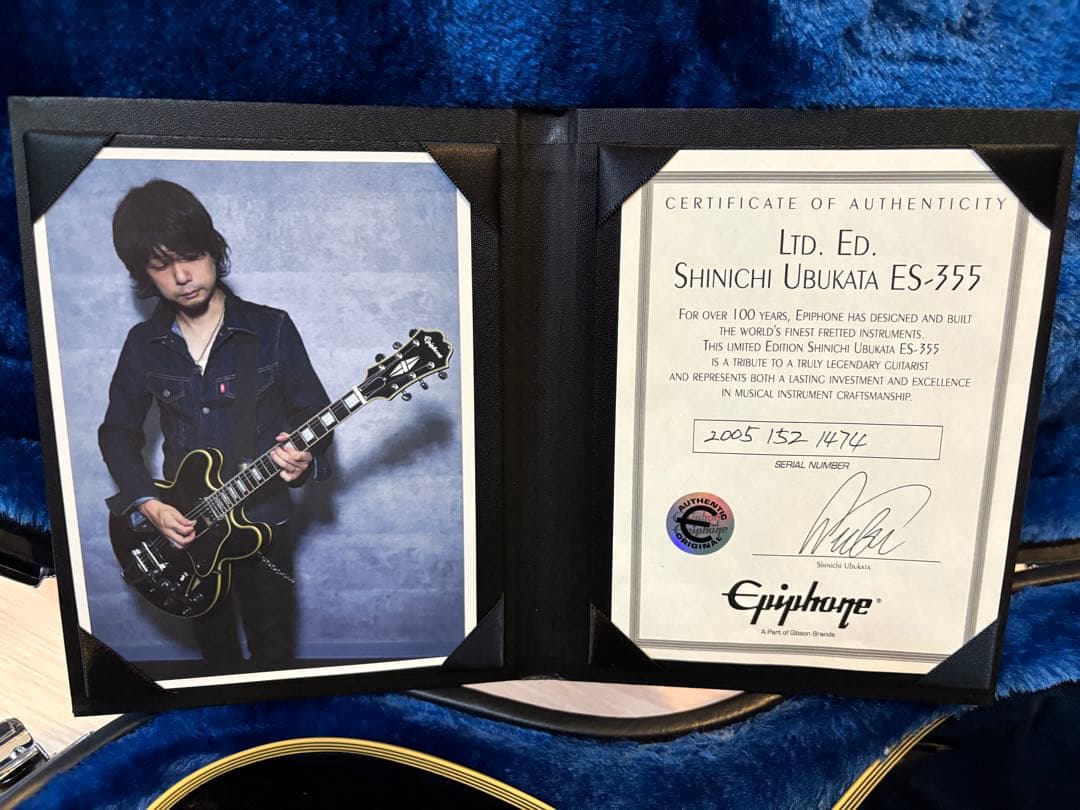 Epiphone
CERTIFICATE OF AUTHENTICITY
LTD. ED.
SHINICHI UBUKATA ES-355
FOR OVER 100 YEARS, EPIPHONE HAS DESIGNED AND BUILT
THE WORLD'S FINEST FRETTED INSTRUMENTS.
THIS LIMITED EDITION SHINICHI UBUKATA ES-355
IS A TRIBUTE TO A TRULY LEGENDARY GUITARIST
AND REPRESENTS BOTH A LASTING INVESTMENT AND EXCELLENCE
IN MUSICAL INSTRUMENT CRAFTSMANSHIP.
2005 152 1474
SERIAL NUMBER
AUTHENTIC
Epiphone
ORIGINAL
SHINICHI UBUKATA
Epiphone®
A Part of Gibson Brands